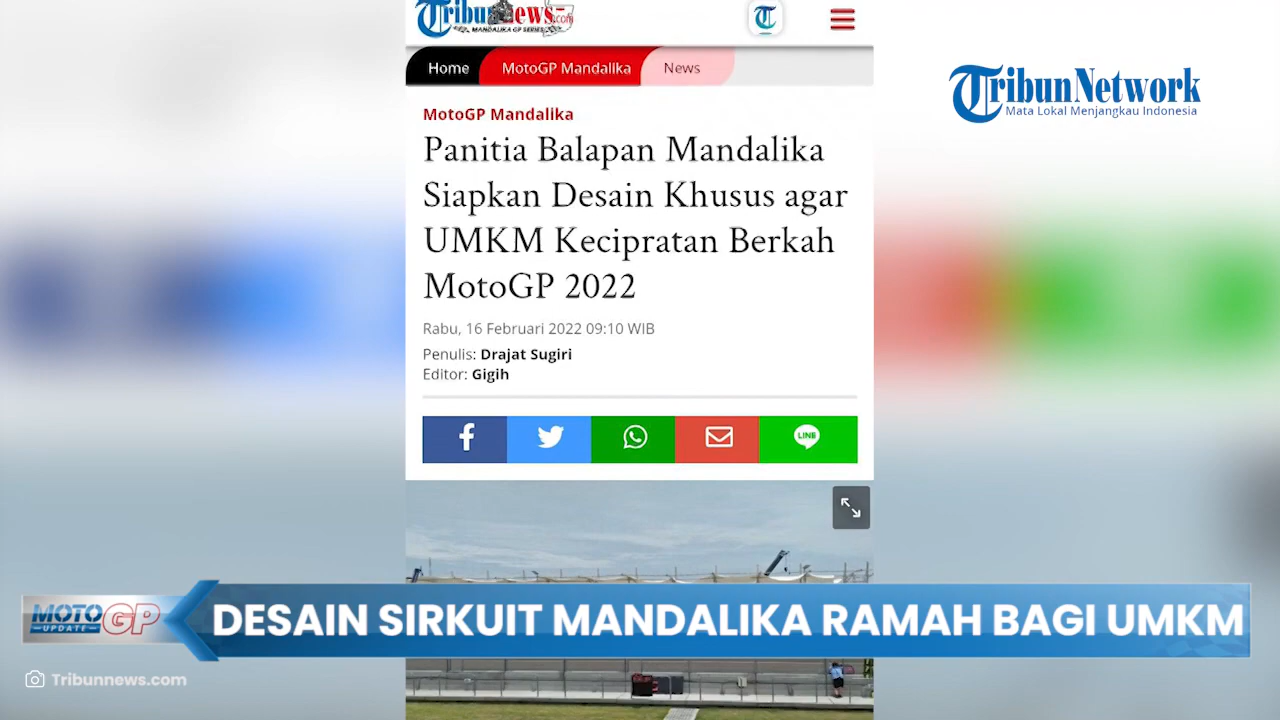 Tribunnews.com
MANDALIKA GP SERIES
Home
MotoGP Mandalika
News
TribunNetwork
Mata Lokal Menjangkau Indonesia
MotoGP Mandalika
Panitia Balapan Mandalika
Siapkan Desain Khusus agar
UMKM Kecipratan Berkah
MotoGP 2022
Rabu, 16 Februari 2022 09:10 WIB
Penulis: Drajat Sugiri
Editor: Gigih
LINE
MOTO GP
UPDATE
DESAIN SIRKUIT MANDALIKA RAMAH BAGI UMKM
Tribunnews.com